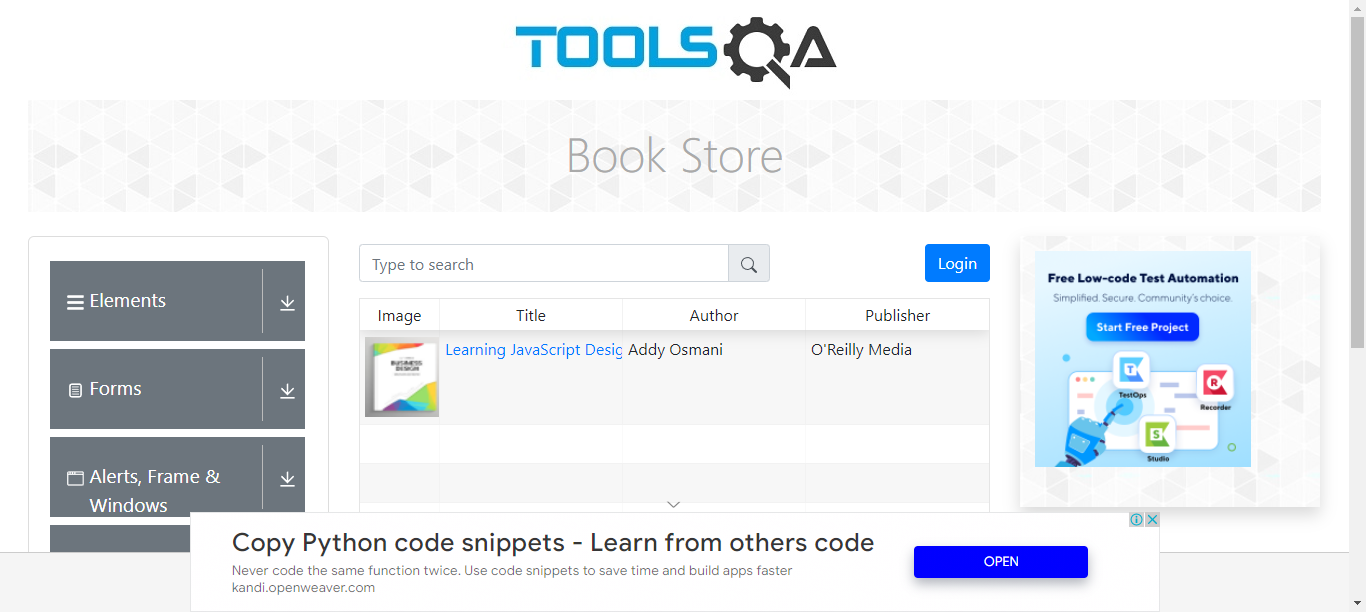 TOOLSQA
Book Store
Elements
Forms
Alerts, Frame &
Windows
Type to search
Login
Image Title Author Publisher
BUSINESS
DESIGN
Learning JavaScript Desig Addy Osmani O'Reilly Media
Free Low-code Test Automation
Simplified. Secure. Community's choice.
Start Free Project
TestOps
Recorder
Studio
Copy Python code snippets - Learn from others code
Never code the same function twice. Use code snippets to save time and build apps faster
kandi.openweaver.com
OPEN